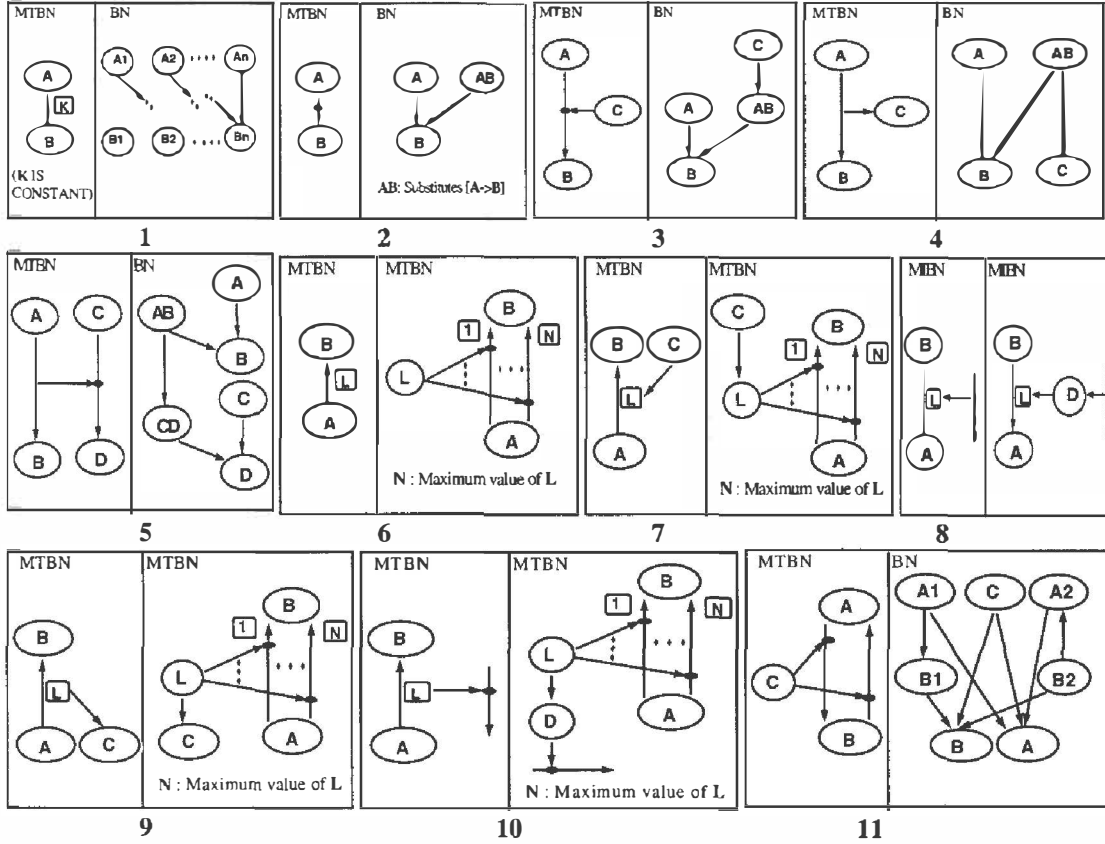 MTBN BN
A K B
(K IS CONSTANT)
A1 A2 An
B1 B2 Bn
1
MTBN BN
A B
A AB B
AB: Substitutes [A->B]
2
MTBN BN
A C B
C A AB B
3
MTBN BN
A C B
A AB B C
4
MTBN BN
A C B D
A AB B C CD D
5
MTBN MTBN
B L A
B 1 N L A
N : Maximum value of L
6
MTBN MTBN
B C L A
C B 1 N L A
N : Maximum value of L
7
MTBN MTBN
B L A
B L D A
8
MTBN MTBN
B L A C
B 1 N L C A
N : Maximum value of L
9
MTBN MTBN
B L A
B 1 N L D A
N : Maximum value of L
10
MTBN BN
A C B
A1 C A2
B1 B2
B A
11